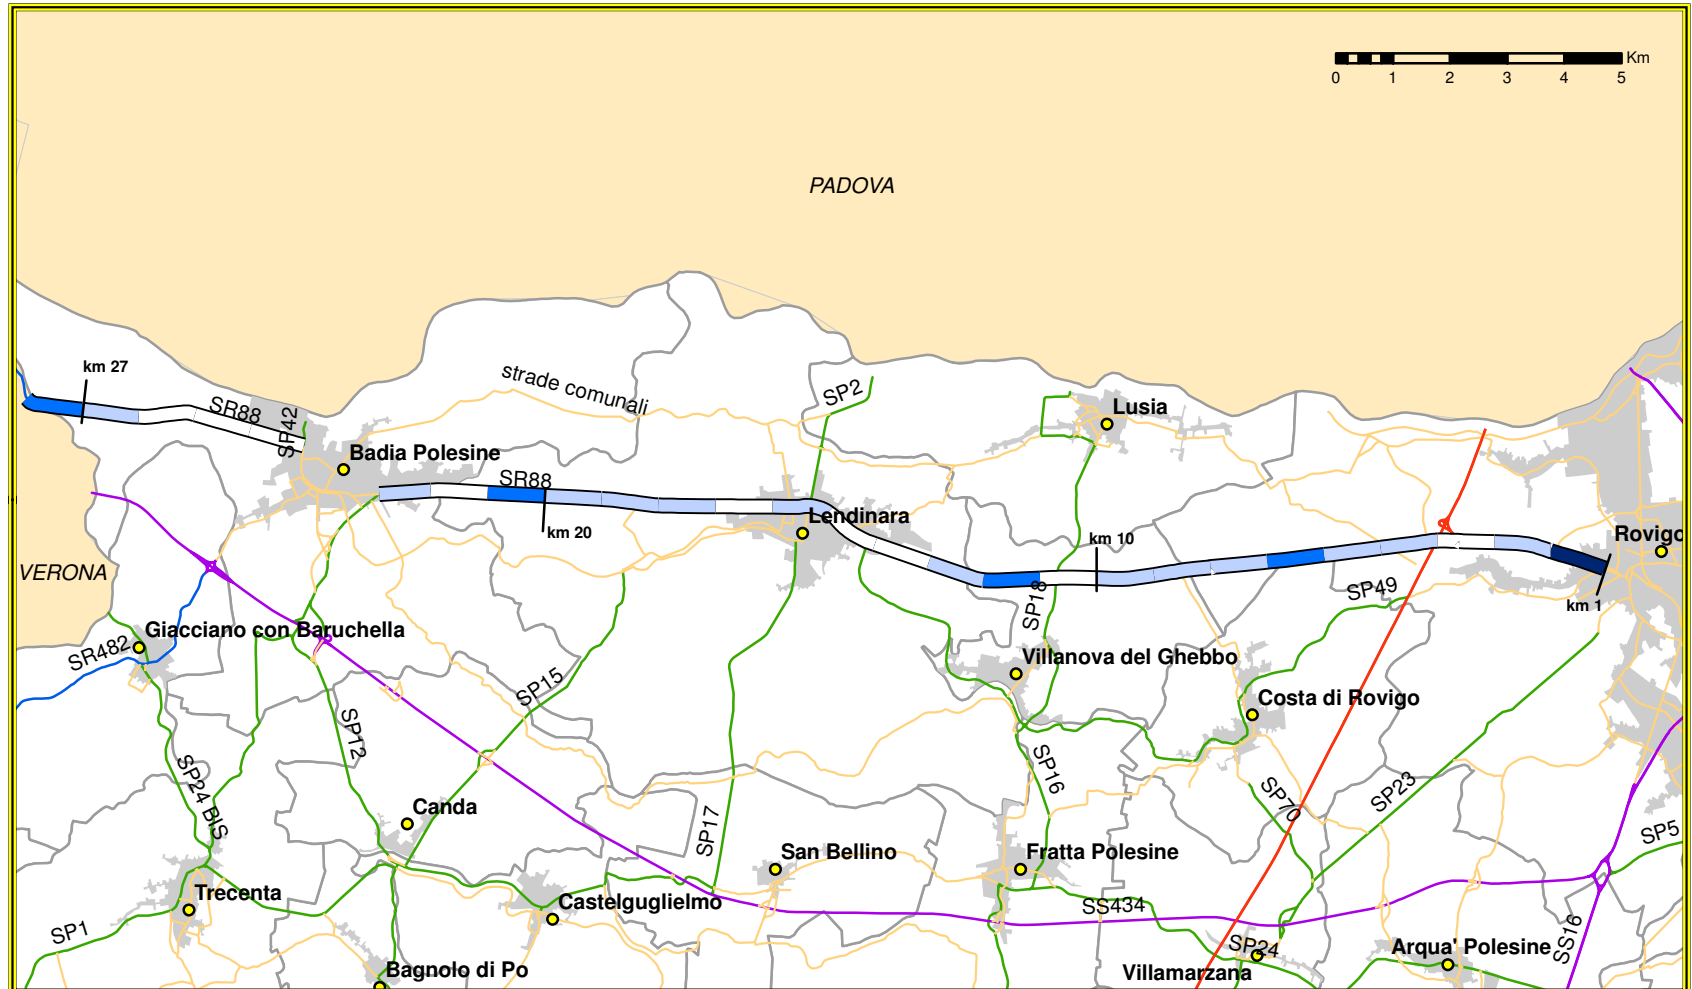 Km
0 1 2 3 4 5
PADOVA
km 27
strade comunali
SP2
SR88
SP42
Lusia
Badia Polesine
SR88
Lendinara
km 20
km 10
Rovigo
VERONA
SP49
km 1
SP18
Giacciano con Baruchella
SR482
Villanova del Ghebbo
SP15
Costa di Rovigo
SP12
SP16
SP24 BIS
SP70
SP23
Canda
SP17
SP5
San Bellino
Fratta Polesine
Trecenta
Castelguglielmo
SS434
SP1
SS16
SP24
Arqua' Polesine
Bagnolo di Po
Villamarzana